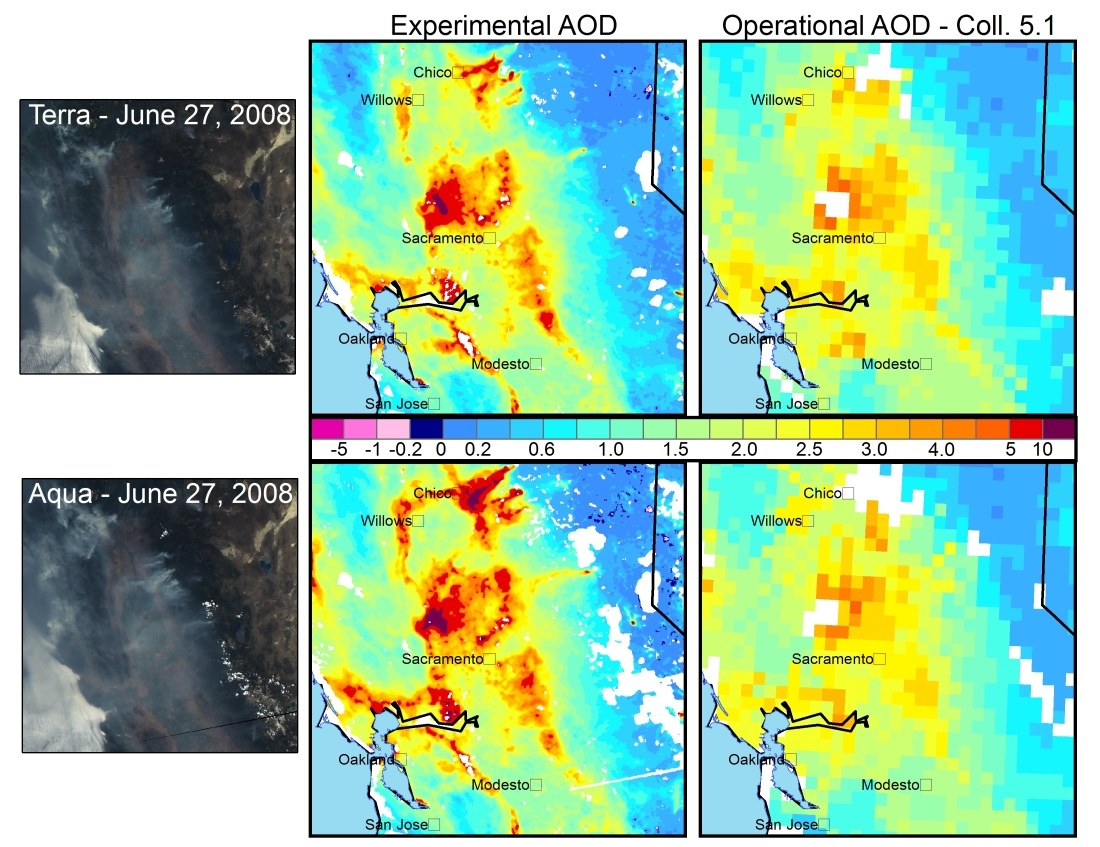 Experimental AOD
Operational AOD - Coll. 5.1
Terra - June 27, 2008
Chico
Willows
Sacramento
Oakland
Modesto
San Jose
Chico
Willows
Sacramento
Oakland
Modesto
San Jose
-5 -1 -0.2 0 0.2 0.6 1.0 1.5 2.0 2.5 3.0 4.0 5 10
Aqua - June 27, 2008
Chico
Willows
Sacramento
Oakland
Modesto
San Jose
Chico
Willows
Sacramento
Oakland
Modesto
San Jose